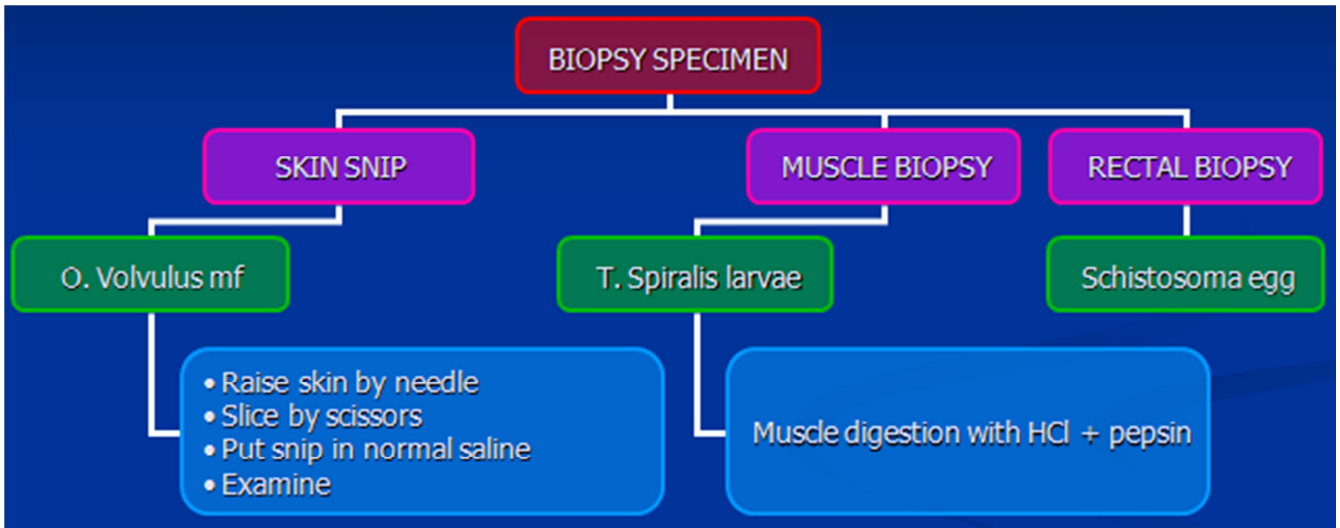 BIOPSY SPECIMEN
SKIN SNIP
MUSCLE BIOPSY
RECTAL BIOPSY
O. Volvulus mf
T. Spiralis larvae
Schistosoma egg
• Raise skin by needle
• Slice by scissors
• Put snip in normal saline
• Examine
Muscle digestion with HCl + pepsin